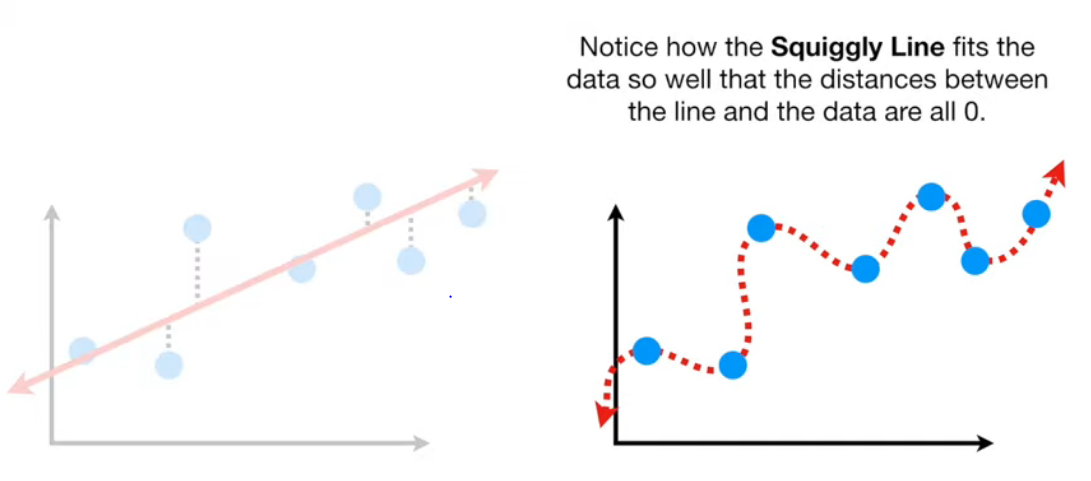 Notice how the Squiggly Line fits the
data so well that the distances between
the line and the data are all 0.